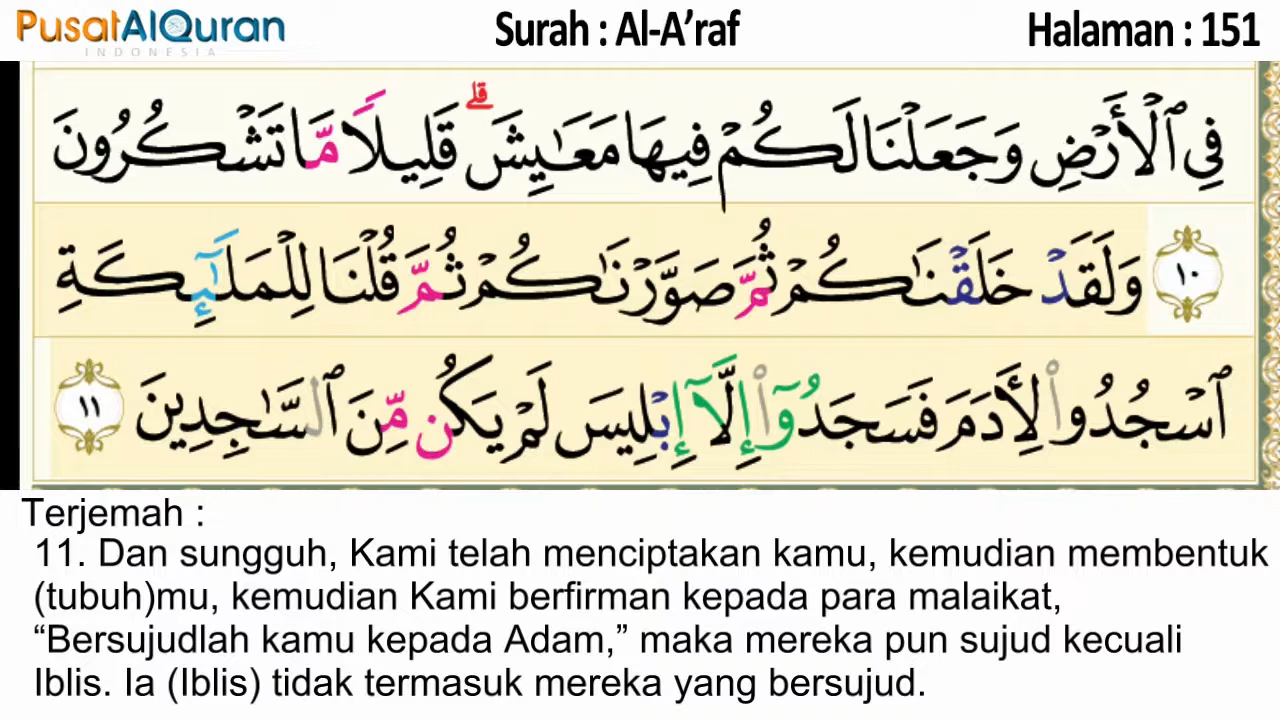 PusatAlQuran
INDONESIA
Surah : Al-A’raf
Halaman : 151
فِى ٱلْأَرْضِ وَجَعَلْنَا لَكُمْ فِيهَا مَعَـٰيِشَ ۗ قَلِيلًا مَّا تَشْكُرُونَ
١٠ وَلَقَدْ خَلَقْنَـٰكُمْ ثُمَّ صَوَّرْنَـٰكُمْ ثُمَّ قُلْنَا لِلْمَلَـٰٓئِكَةِ
ٱسْجُدُوا۟ لِـَٔادَمَ فَسَجَدُوٓا۟ إِلَّآ إِبْلِيسَ لَمْ يَكُن مِّنَ ٱلسَّـٰجِدِينَ ١١
Terjemah :
11. Dan sungguh, Kami telah menciptakan kamu, kemudian membentuk
(tubuh)mu, kemudian Kami berfirman kepada para malaikat,
“Bersujudlah kamu kepada Adam,” maka mereka pun sujud kecuali
Iblis. Ia (Iblis) tidak termasuk mereka yang bersujud.